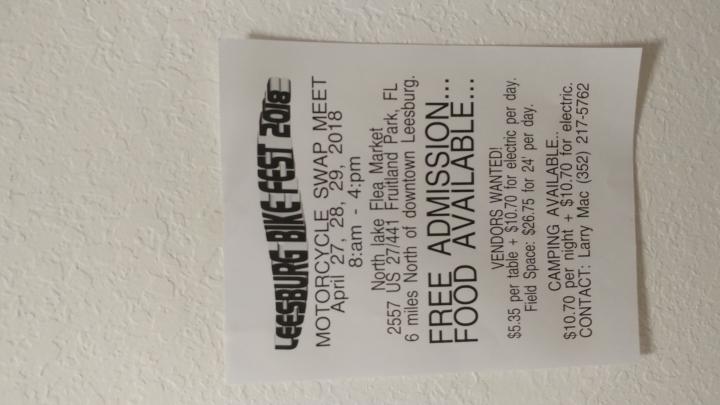 LEESBURG BIKE FEST 2018
MOTORCYCLE SWAP MEET
April 27, 28, 29, 2018
8:am - 4:pm
North lake Flea Market
2557 US 27/441 Fruitland Park, FL
6 miles North of downtown Leesburg.
FREE ADMISSION...
FOOD AVAILABLE...
VENDORS WANTED!
$5.35 per table + $10.70 for electric per day.
Field Space: $26.75 for 24' per day.
CAMPING AVAILABLE..
$10.70 per night + $10.70 for electric.
CONTACT: Larry Mac (352) 217-5762